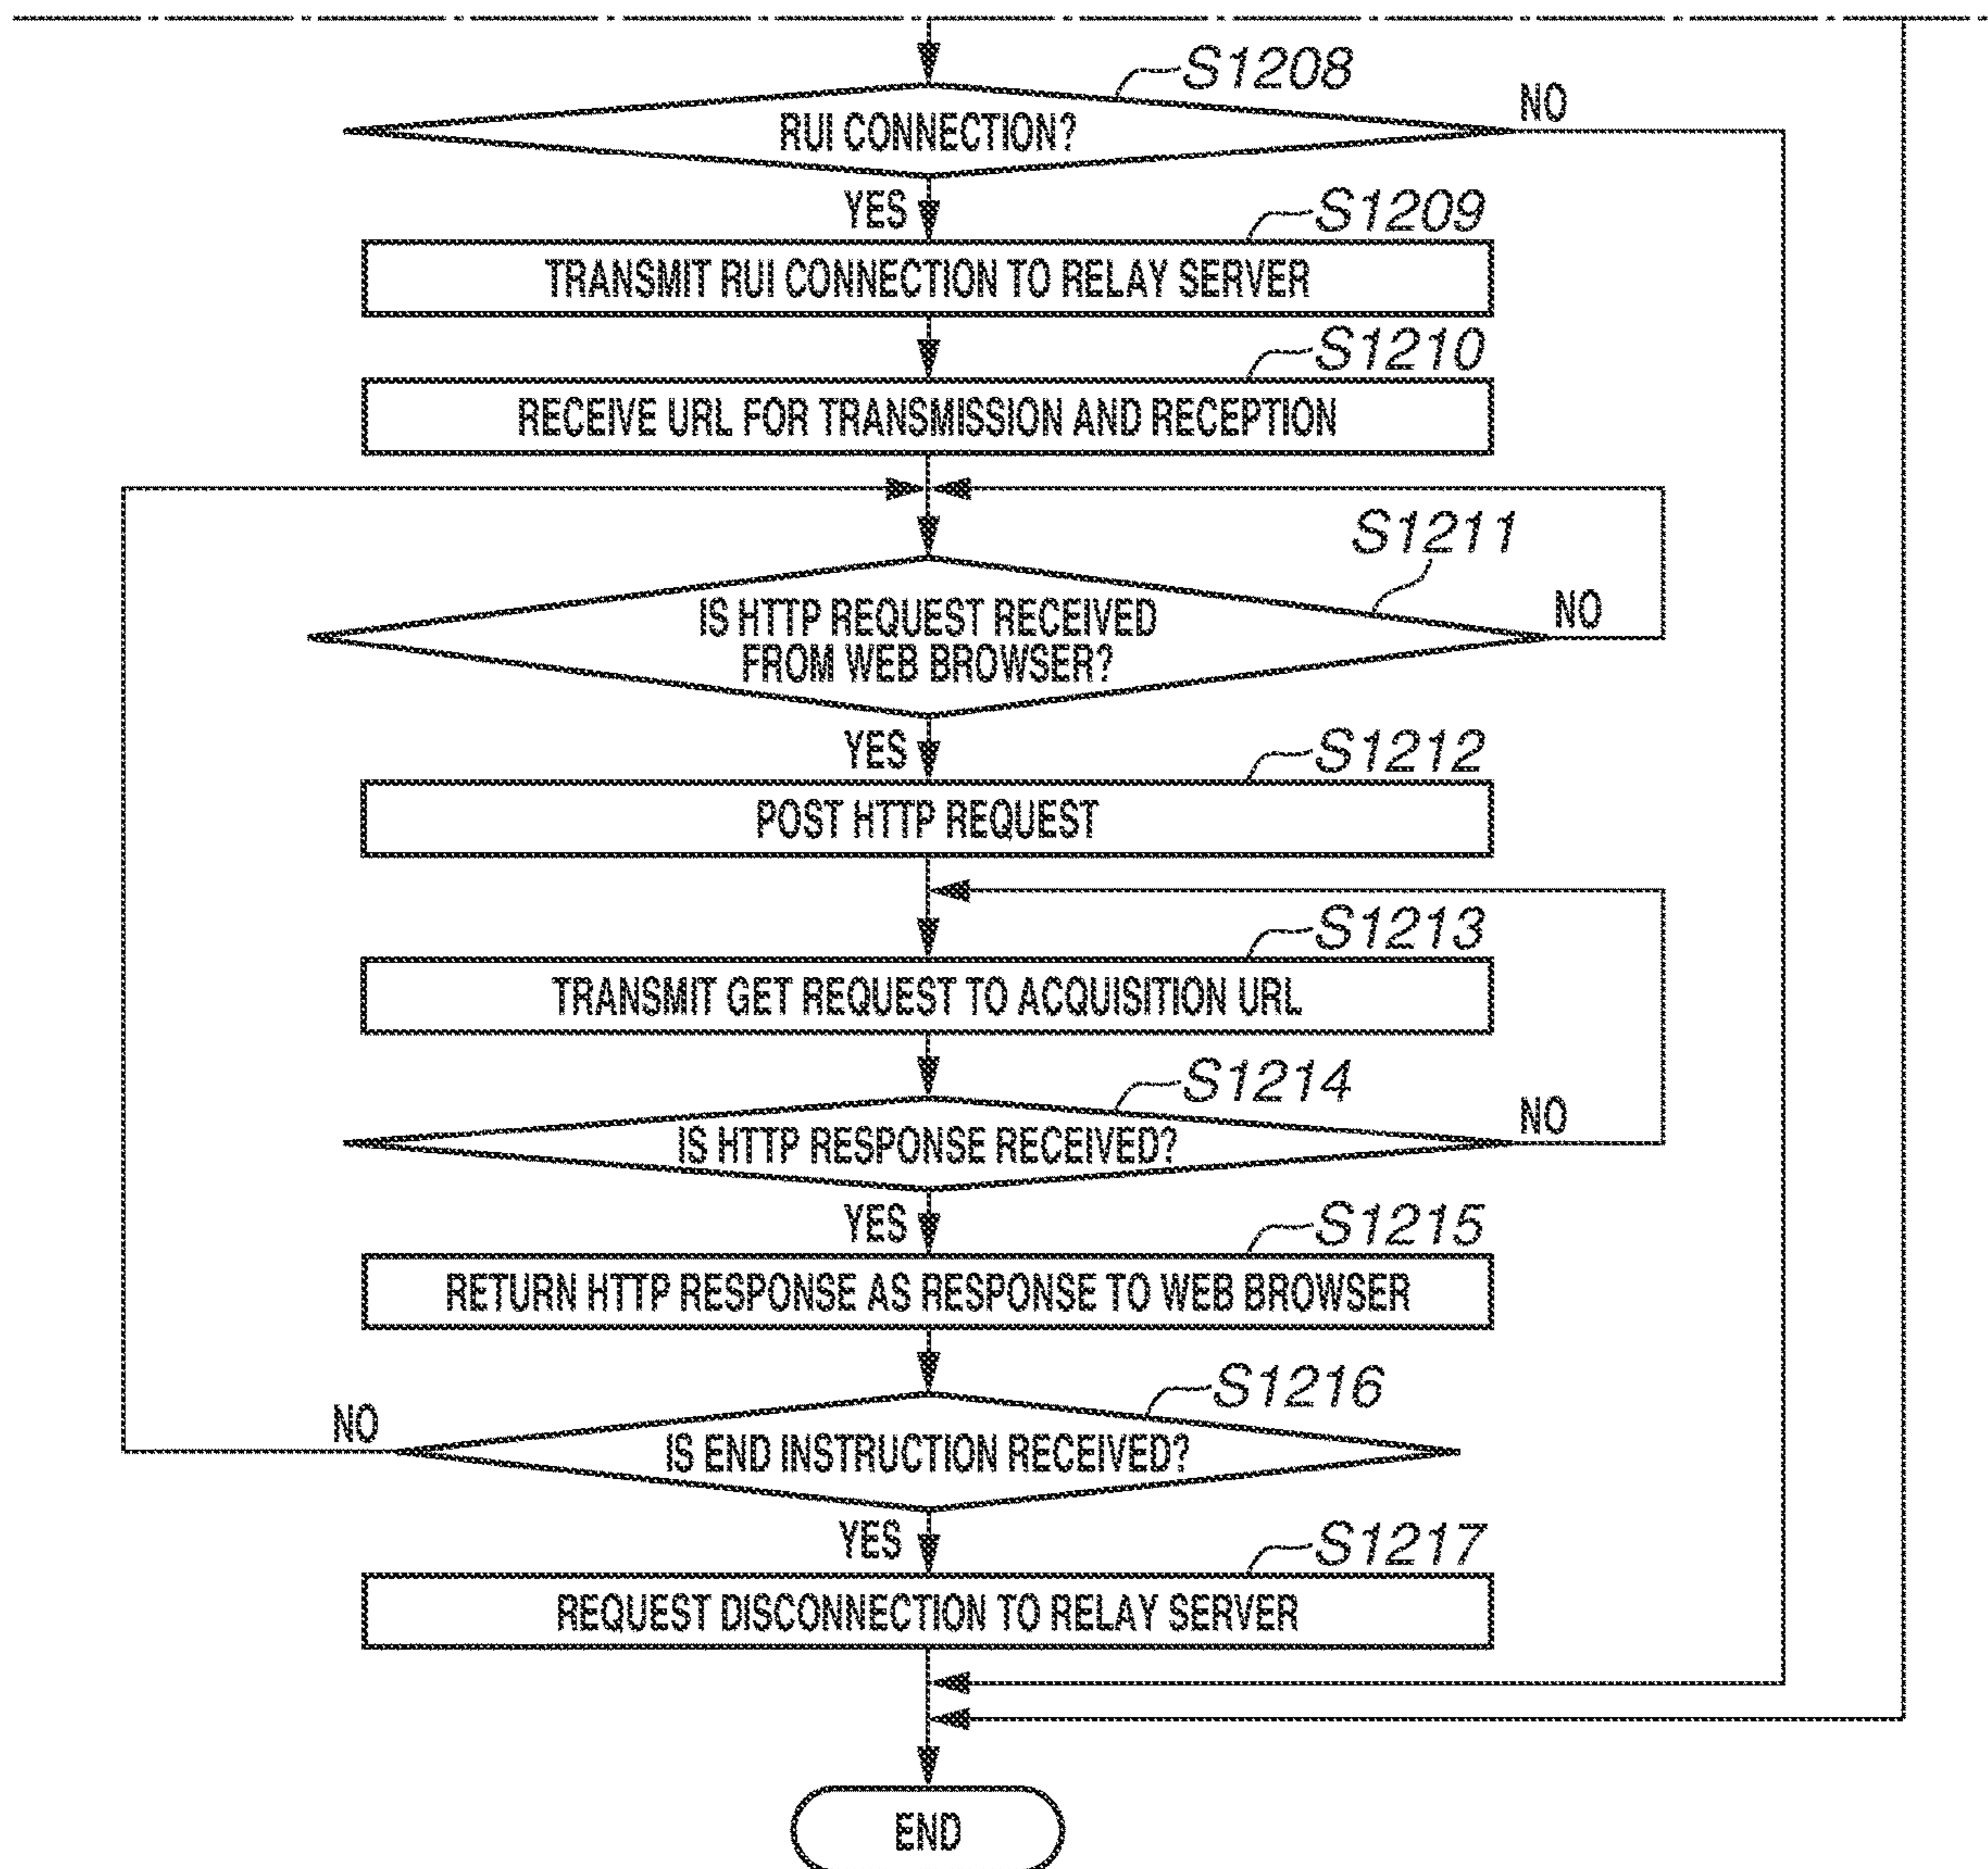 S1208
RUI CONNECTION?
NO
YES
S1209
TRANSMIT RUI CONNECTION TO RELAY SERVER
S1210
RECEIVE URL FOR TRANSMISSION AND RECEPTION
S1211
IS HTTP REQUEST RECEIVED
FROM WEB BROWSER?
NO
YES
S1212
POST HTTP REQUEST
S1213
TRANSMIT GET REQUEST TO ACQUISITION URL
S1214
IS HTTP RESPONSE RECEIVED?
NO
YES
S1215
RETURN HTTP RESPONSE AS RESPONSE TO WEB BROWSER
S1216
NO
IS END INSTRUCTION RECEIVED?
YES
S1217
REQUEST DISCONNECTION TO RELAY SERVER
END